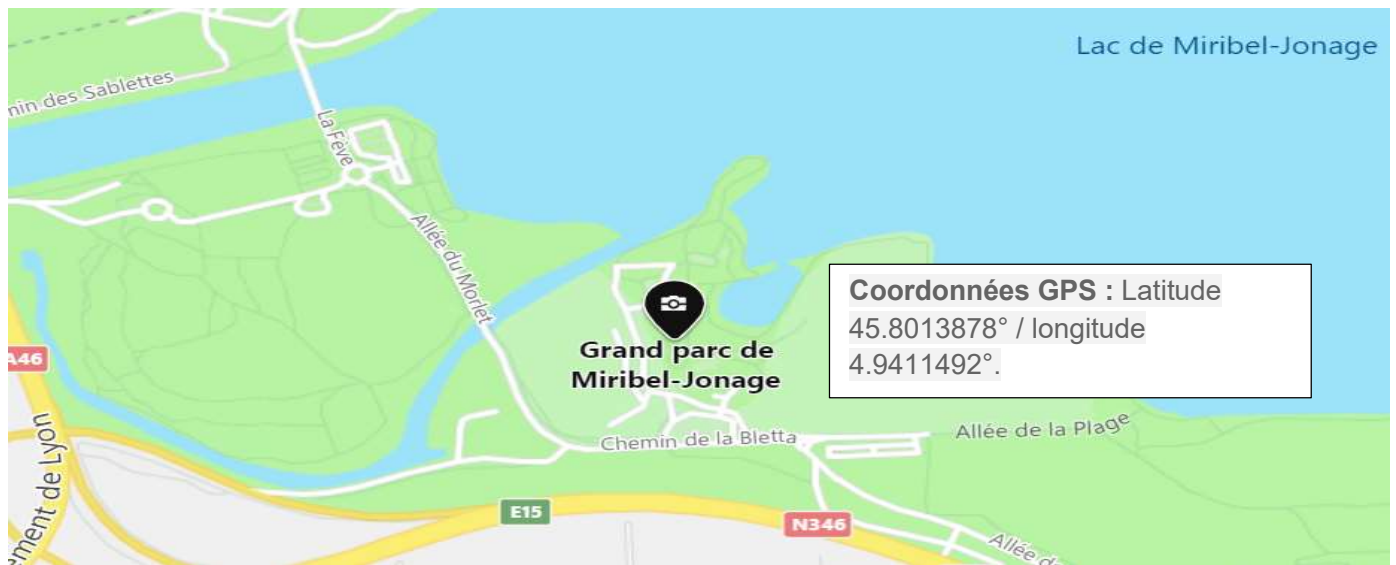 Lac de Miribel-Jonage
min des Sablettes
La Fève
Allée du Morlet
Coordonnées GPS : Latitude
45.8013878° / longitude
4.9411492°.
Grand parc de
Miribel-Jonage
A46
Chemin de la Bletta
Allée de la Plage
ement de Lyon
E15
N346
Allée d